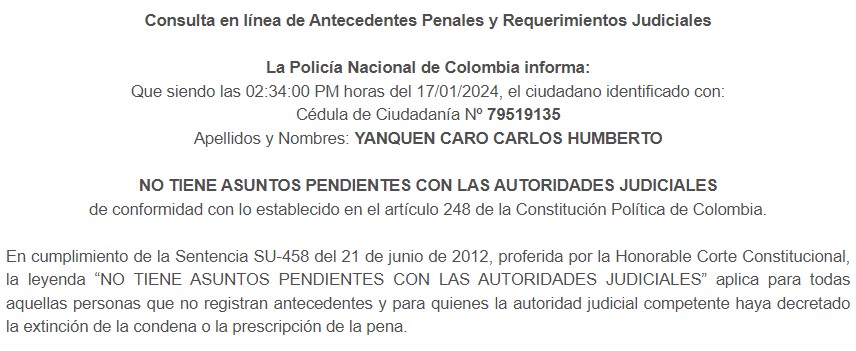 Consulta en línea de Antecedentes Penales y Requerimientos Judiciales
La Policía Nacional de Colombia informa:
Que siendo las 02:34:00 PM horas del 17/01/2024, el ciudadano identificado con:
Cédula de Ciudadanía Nº 79519135
Apellidos y Nombres: YANQUEN CARO CARLOS HUMBERTO
NO TIENE ASUNTOS PENDIENTES CON LAS AUTORIDADES JUDICIALES
de conformidad con lo establecido en el artículo 248 de la Constitución Política de Colombia.
En cumplimiento de la Sentencia SU-458 del 21 de junio de 2012, proferida por la Honorable Corte Constitucional,
la leyenda “NO TIENE ASUNTOS PENDIENTES CON LAS AUTORIDADES JUDICIALES” aplica para todas
aquellas personas que no registran antecedentes y para quienes la autoridad judicial competente haya decretado
la extinción de la condena o la prescripción de la pena.